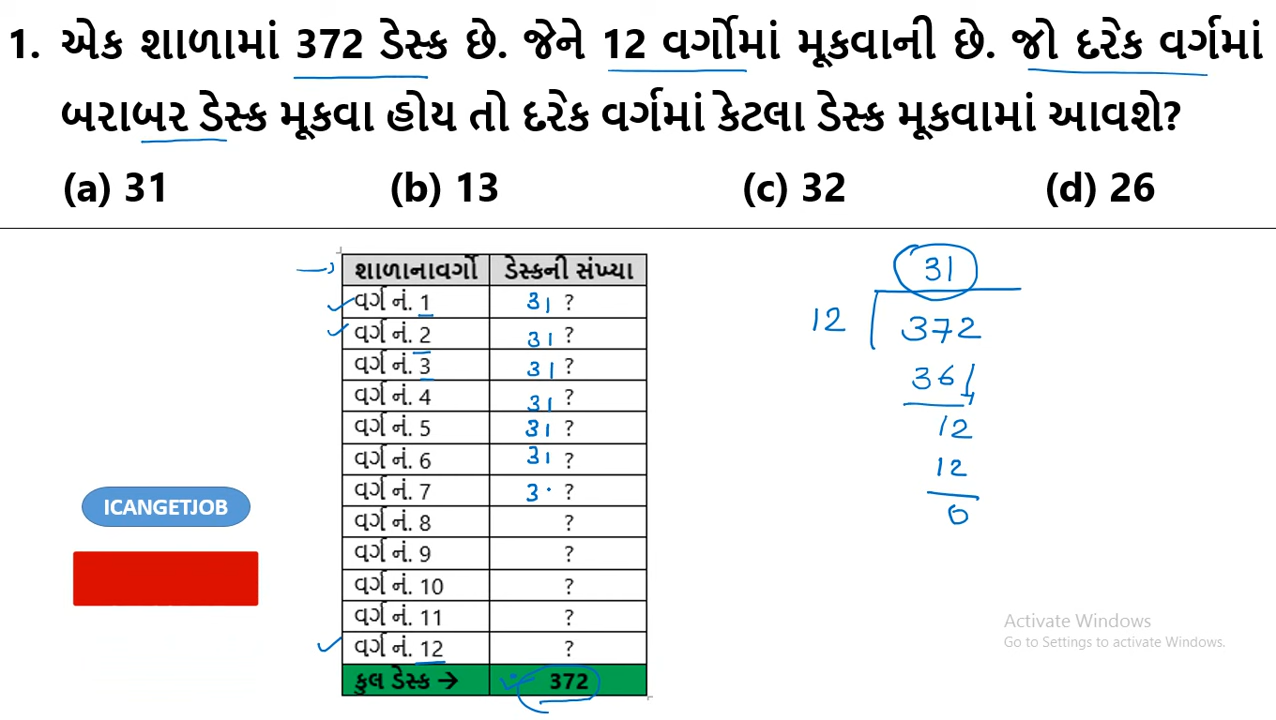 1. એક શાળામાં 372 ડેસ્ક છે. જેને 12 વર્ગોમાં મૂકવાની છે. જો દરેક વર્ગમાં
બરાબર ડેસ્ક મૂકવા હોય તો દરેક વર્ગમાં કેટલા ડેસ્ક મૂકવામાં આવશે?
(a) 31 (b) 13 (c) 32 (d) 26
શાળાનાવર્ગો ડેસ્કની સંખ્યા
વર્ગ નં. 1 31 ?
વર્ગ નં. 2 31 ?
વર્ગ નં. 3 31 ?
વર્ગ નં. 4 31 ?
વર્ગ નં. 5 31 ?
વર્ગ નં. 6 31 ?
વર્ગ નં. 7 3 ?
વર્ગ નં. 8 ?
વર્ગ નં. 9 ?
વર્ગ નં. 10 ?
વર્ગ નં. 11 ?
વર્ગ નં. 12 ?
કુલ ડેસ્ક → 372
31
12 372
36
12
12
0
ICANGETJOB
Activate Windows
Go to Settings to activate Windows.